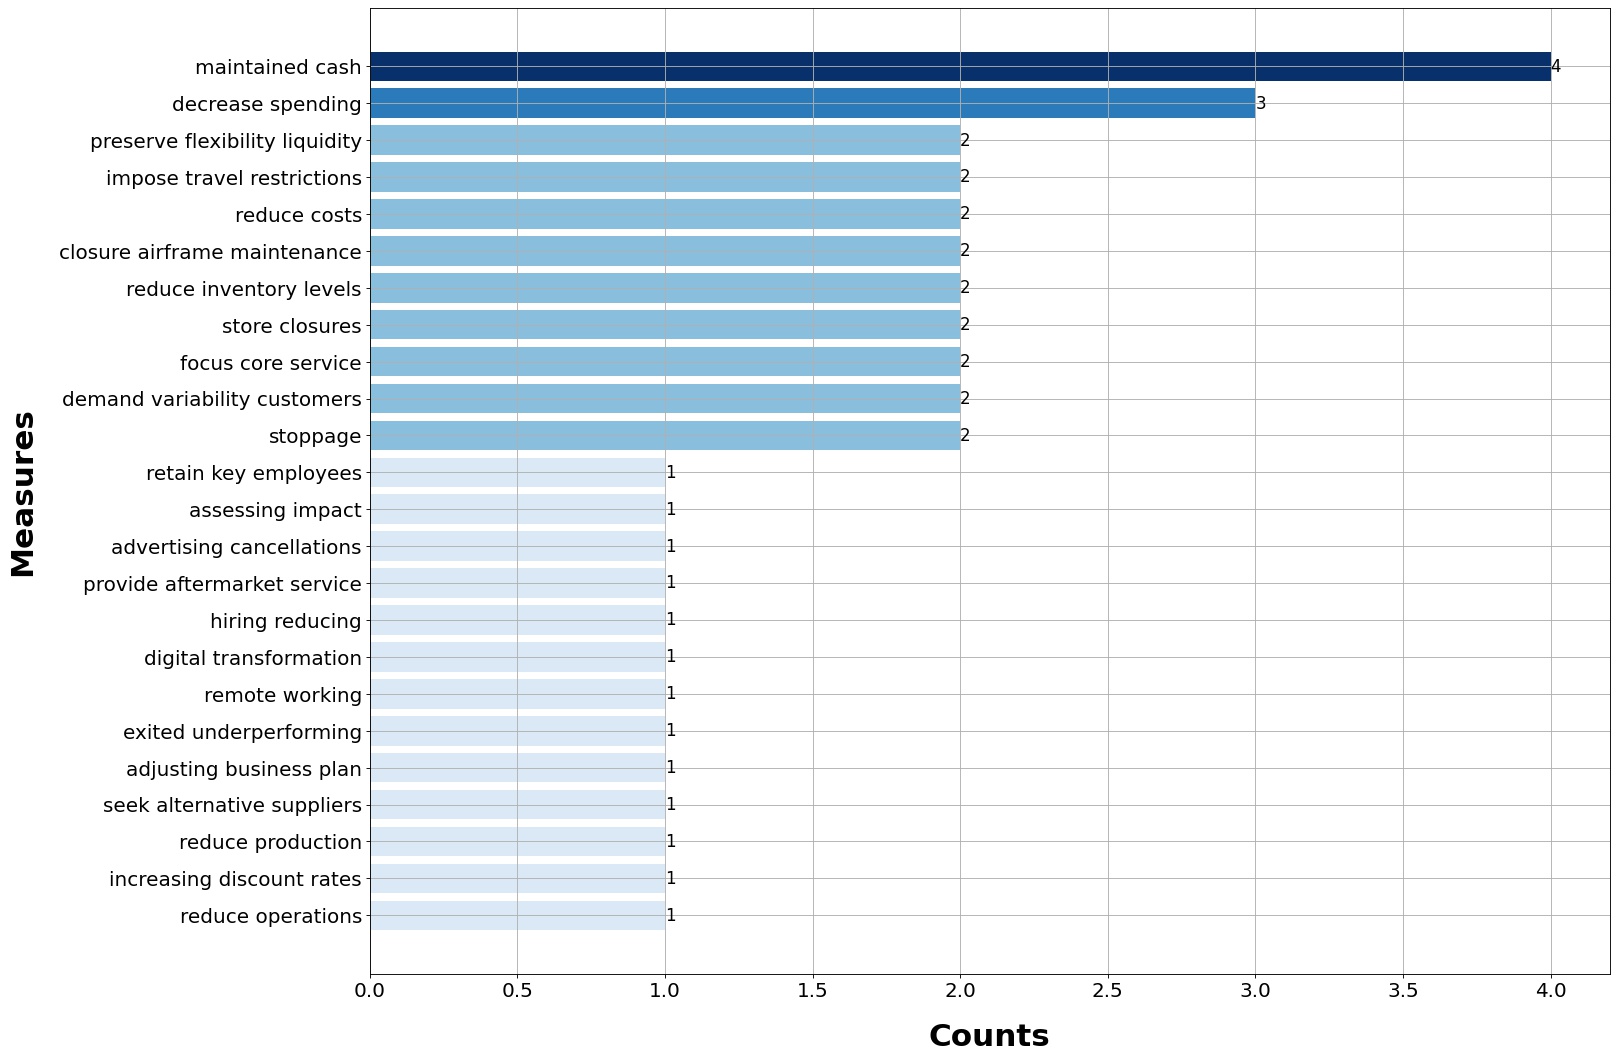 maintained cash 4
decrease spending 3
preserve flexibility liquidity 2
impose travel restrictions 2
reduce costs 2
closure airframe maintenance 2
reduce inventory levels 2
store closures 2
focus core service 2
demand variability customers 2
stoppage 2
retain key employees 1
assessing impact 1
advertising cancellations 1
provide aftermarket service 1
hiring reducing 1
digital transformation 1
remote working 1
exited underperforming 1
adjusting business plan 1
seek alternative suppliers 1
reduce production 1
increasing discount rates 1
reduce operations 1
Measures
0.0 0.5 1.0 1.5 2.0 2.5 3.0 3.5 4.0
Counts